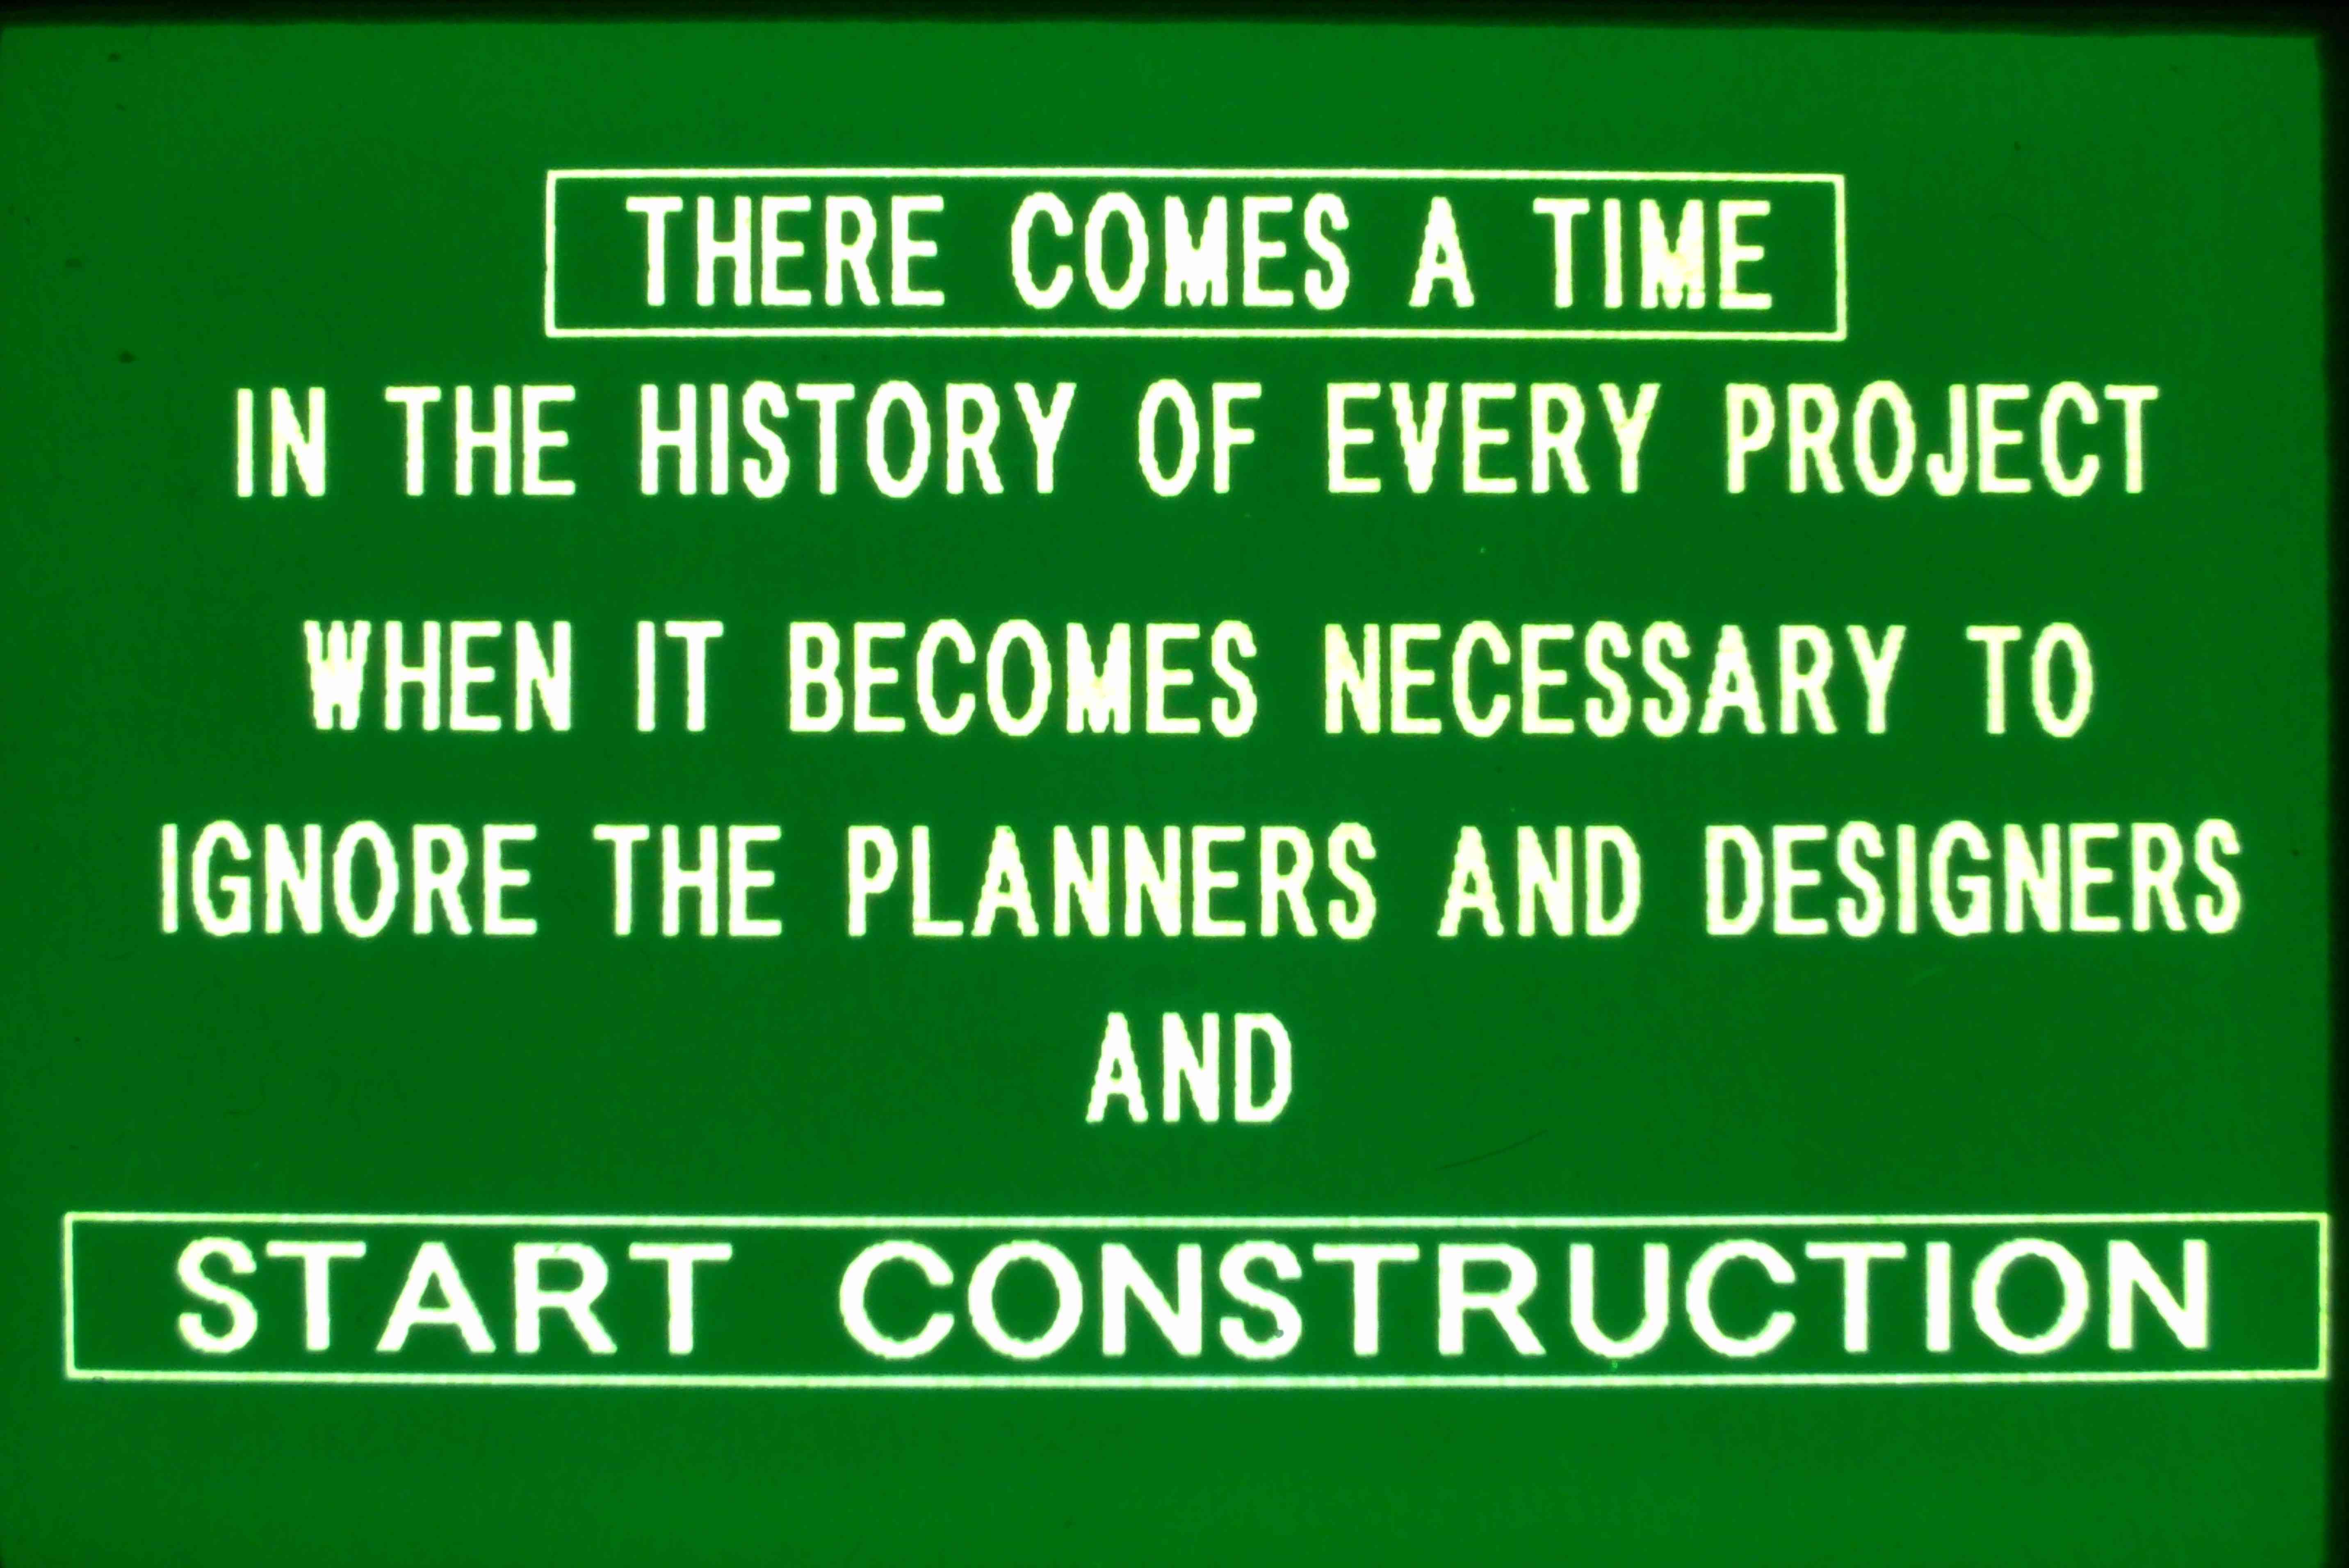 THERE COMES A TIME
IN THE HISTORY OF EVERY PROJECT
WHEN IT BECOMES NECESSARY TO
IGNORE THE PLANNERS AND DESIGNERS
AND
START CONSTRUCTION